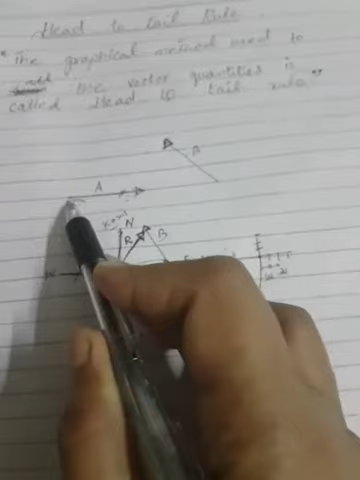 Head to tail Rule
"The graphical method used to
add the vector quantities is
called Head to tail rule"
B
A
N
R
B
W